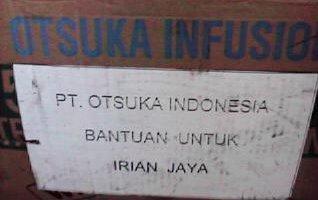 OTSUKA INFUSIO
PT. OTSUKA INDONESIA
BANTUAN UNTUK
IRIAN JAYA